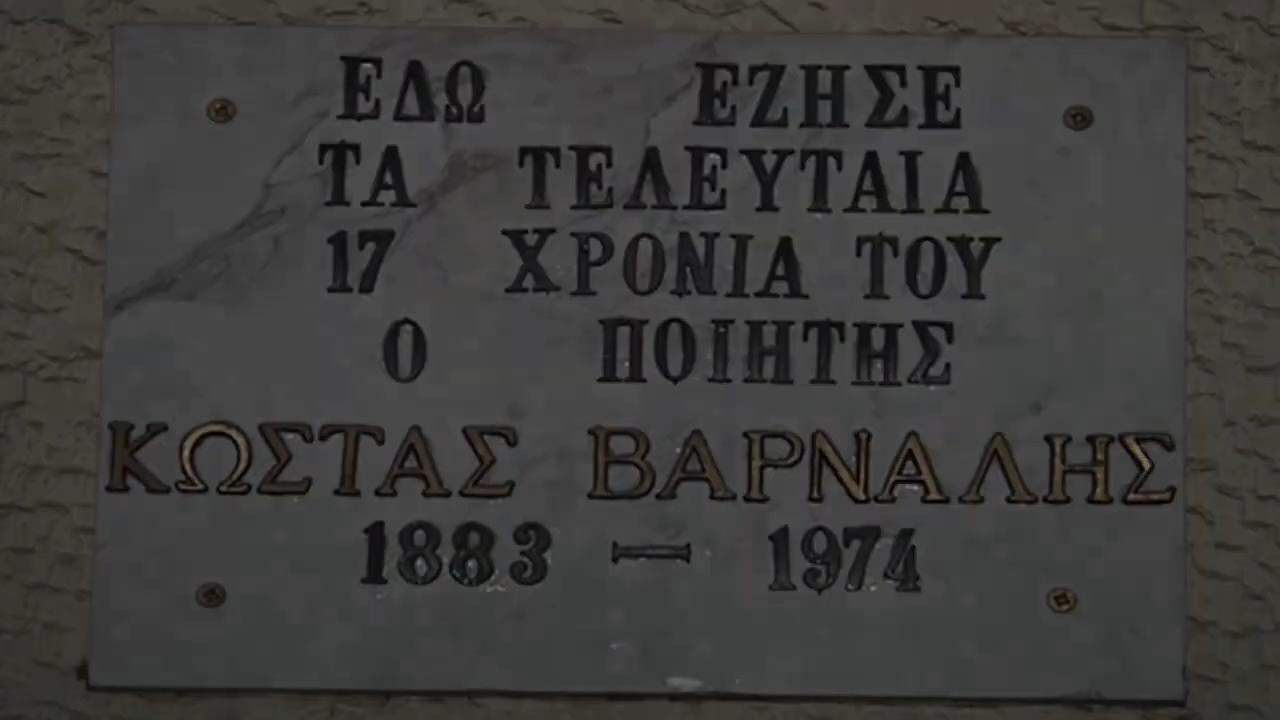 ΕΔΩ ΕΖΗΣΕ
ΤΑ ΤΕΛΕΥΤΑΙΑ
17 ΧΡΟΝΙΑ ΤΟΥ
Ο ΠΟΙΗΤΗΣ
ΚΩΣΤΑΣ ΒΑΡΝΑΛΗΣ
1883 — 1974